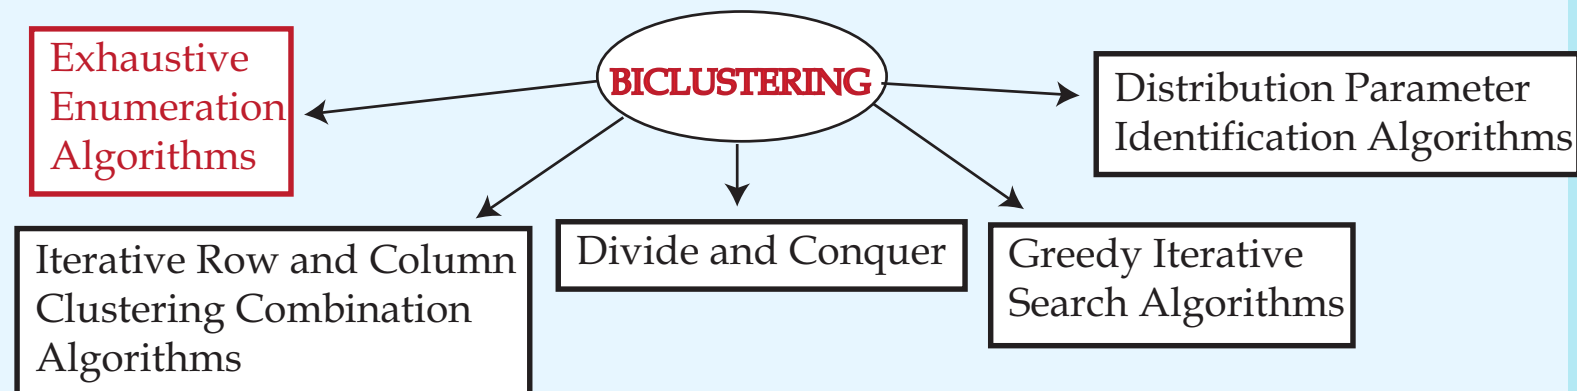 BICLUSTERING
Exhaustive
Enumeration
Algorithms
Iterative Row and Column
Clustering Combination
Algorithms
Divide and Conquer
Greedy Iterative
Search Algorithms
Distribution Parameter
Identification Algorithms